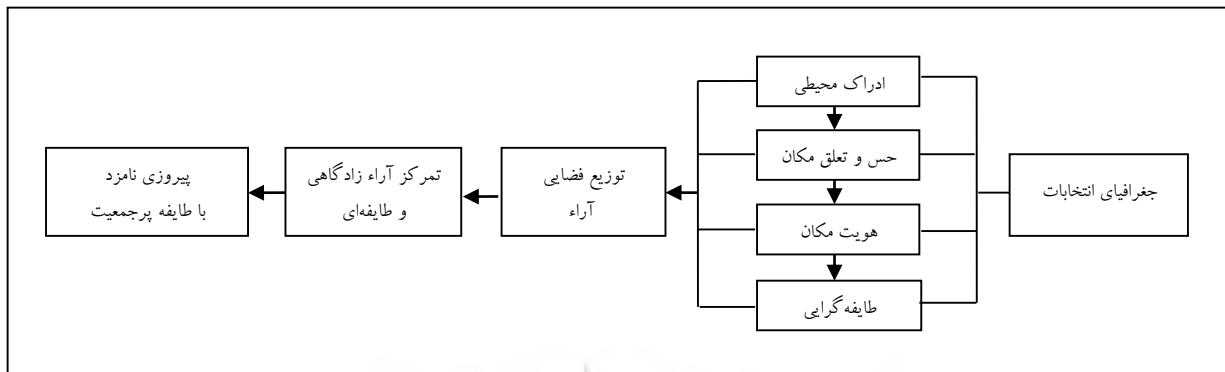 جغرافیای انتخابات
ادراک محیطی
حس و تعلق مکان
هویت مکان
طایفه‌گرایی
توزیع فضایی
آراء
تمرکز آراء زادگاهی
و طایفه‌ای
پیروزی نامزد
با طایفه پرجمعیت